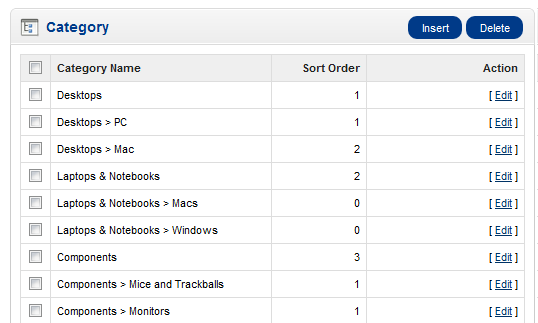 Category Insert Delete
Category Name Sort Order Action
Desktops 1 [ Edit ]
Desktops > PC 1 [ Edit ]
Desktops > Mac 2 [ Edit ]
Laptops & Notebooks 2 [ Edit ]
Laptops & Notebooks > Macs 0 [ Edit ]
Laptops & Notebooks > Windows 0 [ Edit ]
Components 3 [ Edit ]
Components > Mice and Trackballs 1 [ Edit ]
Components > Monitors 1 [ Edit ]